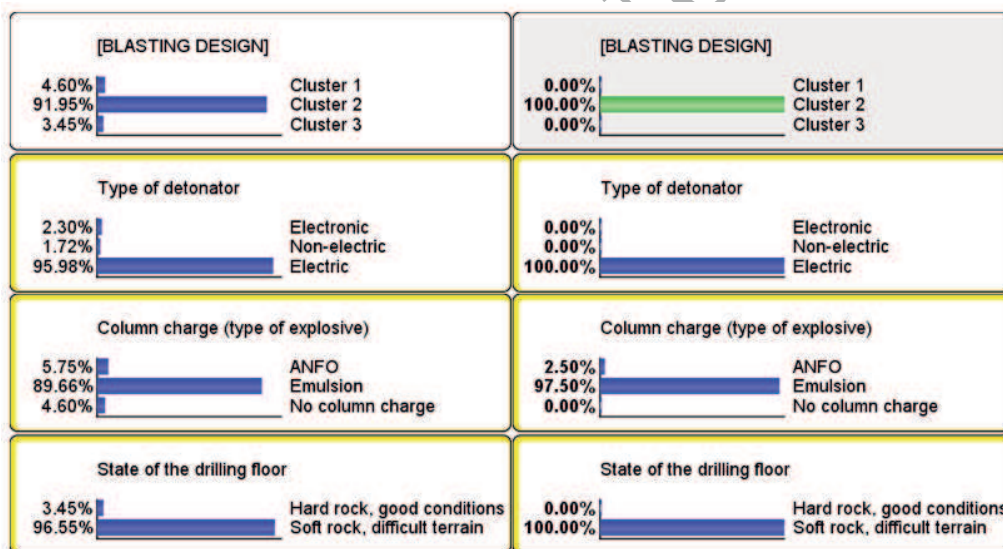 [BLASTING DESIGN]
4.60% Cluster 1
91.95% Cluster 2
3.45% Cluster 3
[BLASTING DESIGN]
0.00% Cluster 1
100.00% Cluster 2
0.00% Cluster 3
Type of detonator
2.30% Electronic
1.72% Non-electric
95.98% Electric
Type of detonator
0.00% Electronic
0.00% Non-electric
100.00% Electric
Column charge (type of explosive)
5.75% ANFO
89.66% Emulsion
4.60% No column charge
Column charge (type of explosive)
2.50% ANFO
97.50% Emulsion
0.00% No column charge
State of the drilling floor
3.45% Hard rock, good conditions
96.55% Soft rock, difficult terrain
State of the drilling floor
0.00% Hard rock, good conditions
100.00% Soft rock, difficult terrain